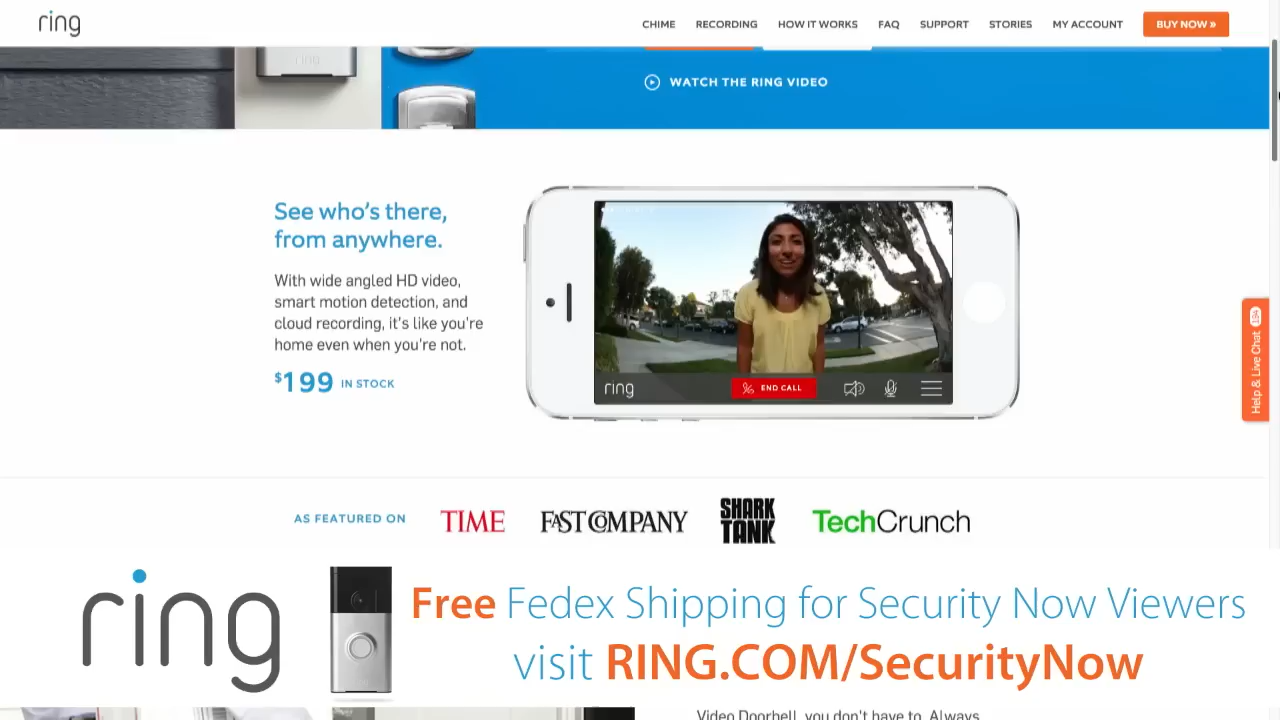 ring
CHIME RECORDING HOW IT WORKS FAQ SUPPORT STORIES MY ACCOUNT BUY NOW »
ring
WATCH THE RING VIDEO
See who's there,
from anywhere.
With wide angled HD video,
smart motion detection, and
cloud recording, it's like you're
home even when you're not.
$199 IN STOCK
ring END CALL
Help & Live Chat 194
AS FEATURED ON TIME FAST COMPANY SHARK TANK TechCrunch
ring
Free Fedex Shipping for Security Now Viewers
visit RING.COM/SecurityNow
Video Doorbell, you don't have to. Always